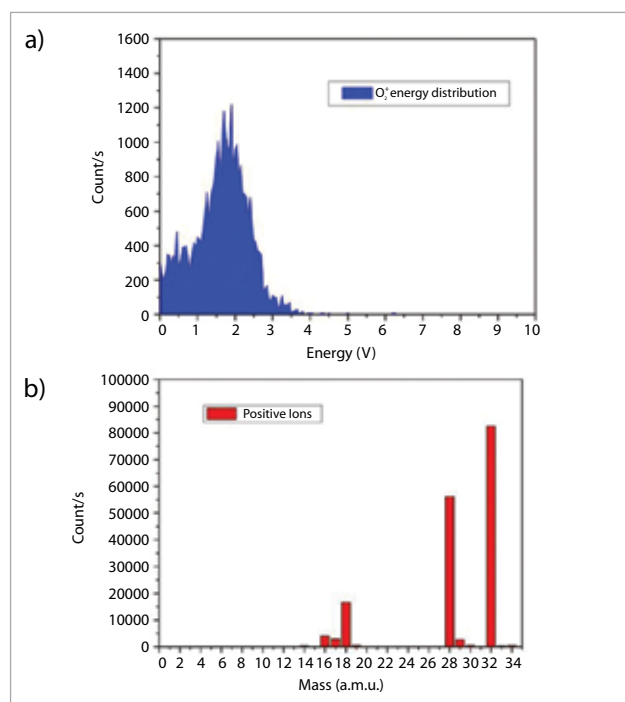 a)
1600
1400
1200
1000
800
600
400
200
0
Count/s
O₂⁺ energy distribution
0 1 2 3 4 5 6 7 8 9 10
Energy (V)
b)
100000
90000
80000
70000
60000
50000
40000
30000
20000
10000
0
Count/s
Positive Ions
0 2 4 6 8 10 12 14 16 18 20 22 24 26 28 30 32 34
Mass (a.m.u.)